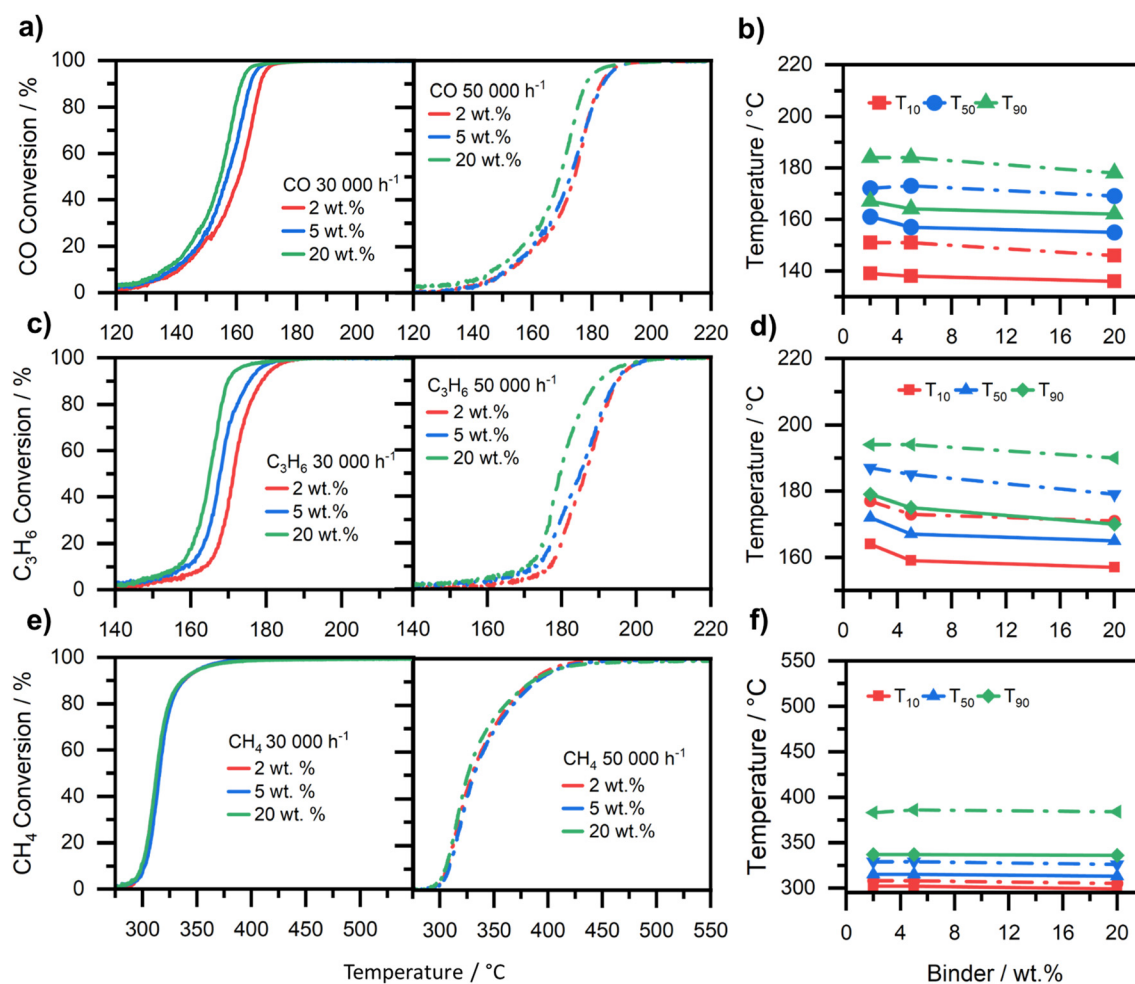 a)
CO Conversion / %
100
80
60
40
20
0
CO 30 000 h⁻¹
2 wt.%
5 wt.%
20 wt.%
120 140 160 180 200
CO 50 000 h⁻¹
2 wt.%
5 wt.%
20 wt.%
120 140 160 180 200 220
b)
Temperature / °C
220
200
180
160
140
T₁₀ T₅₀ T₉₀
0 4 8 12 16 20
c)
C₃H₆ Conversion / %
100
80
60
40
20
0
C₃H₆ 30 000 h⁻¹
2 wt.%
5 wt.%
20 wt.%
140 160 180 200
C₃H₆ 50 000 h⁻¹
2 wt.%
5 wt.%
20 wt.%
140 160 180 200 220
d)
Temperature / °C
220
200
180
160
T₁₀ T₅₀ T₉₀
0 4 8 12 16 20
e)
CH₄ Conversion / %
100
80
60
40
20
0
CH₄ 30 000 h⁻¹
2 wt. %
5 wt. %
20 wt. %
300 350 400 450 500
CH₄ 50 000 h⁻¹
2 wt.%
5 wt.%
20 wt.%
300 350 400 450 500 550
Temperature / °C
f)
Temperature / °C
550
500
450
400
350
300
T₁₀ T₅₀ T₉₀
0 4 8 12 16 20
Binder / wt.%